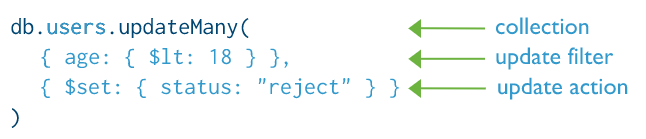 db.users.updateMany( collection
{ age: { $lt: 18 } }, update filter
{ $set: { status: "reject" } } update action
)